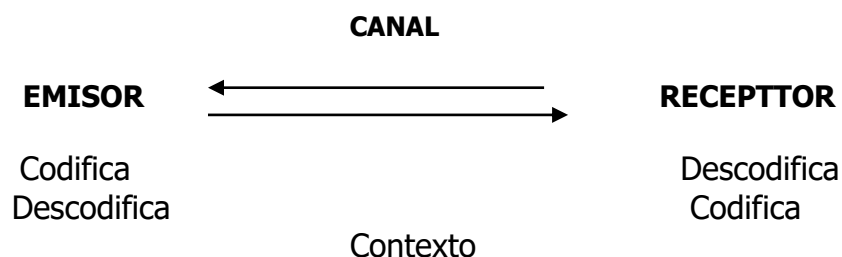 CANAL
EMISOR RECEPTTOR
Codifica Descodifica
Descodifica Codifica
Contexto